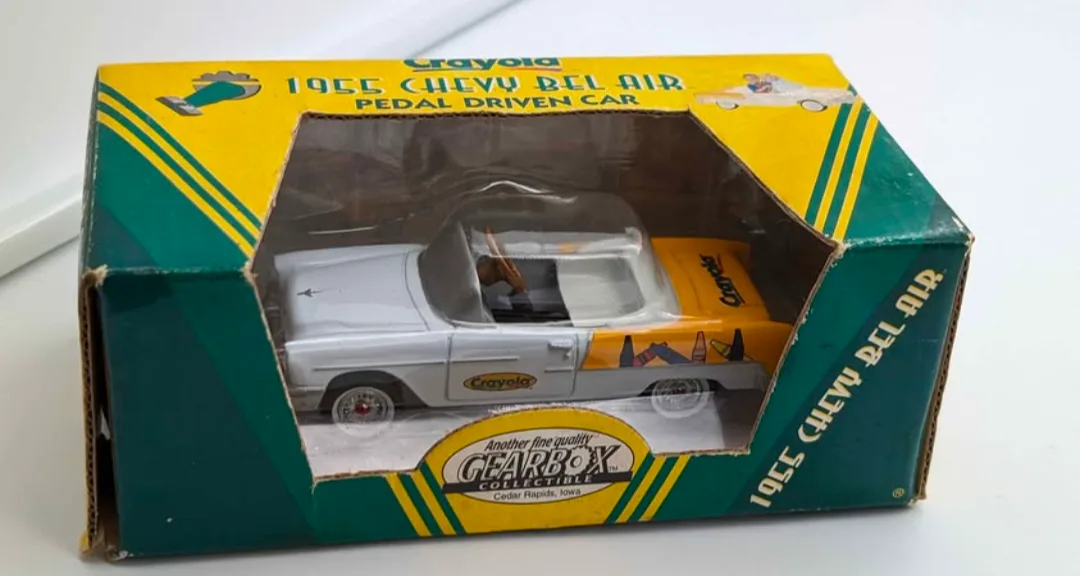 Crayola
1955 CHEVY BEL AIR
PEDAL DRIVEN CAR
Crayola
Crayola
Another fine quality
GEARBOX™
COLLECTIBLE
Cedar Rapids, Iowa
1955 CHEVY BEL AIR
®